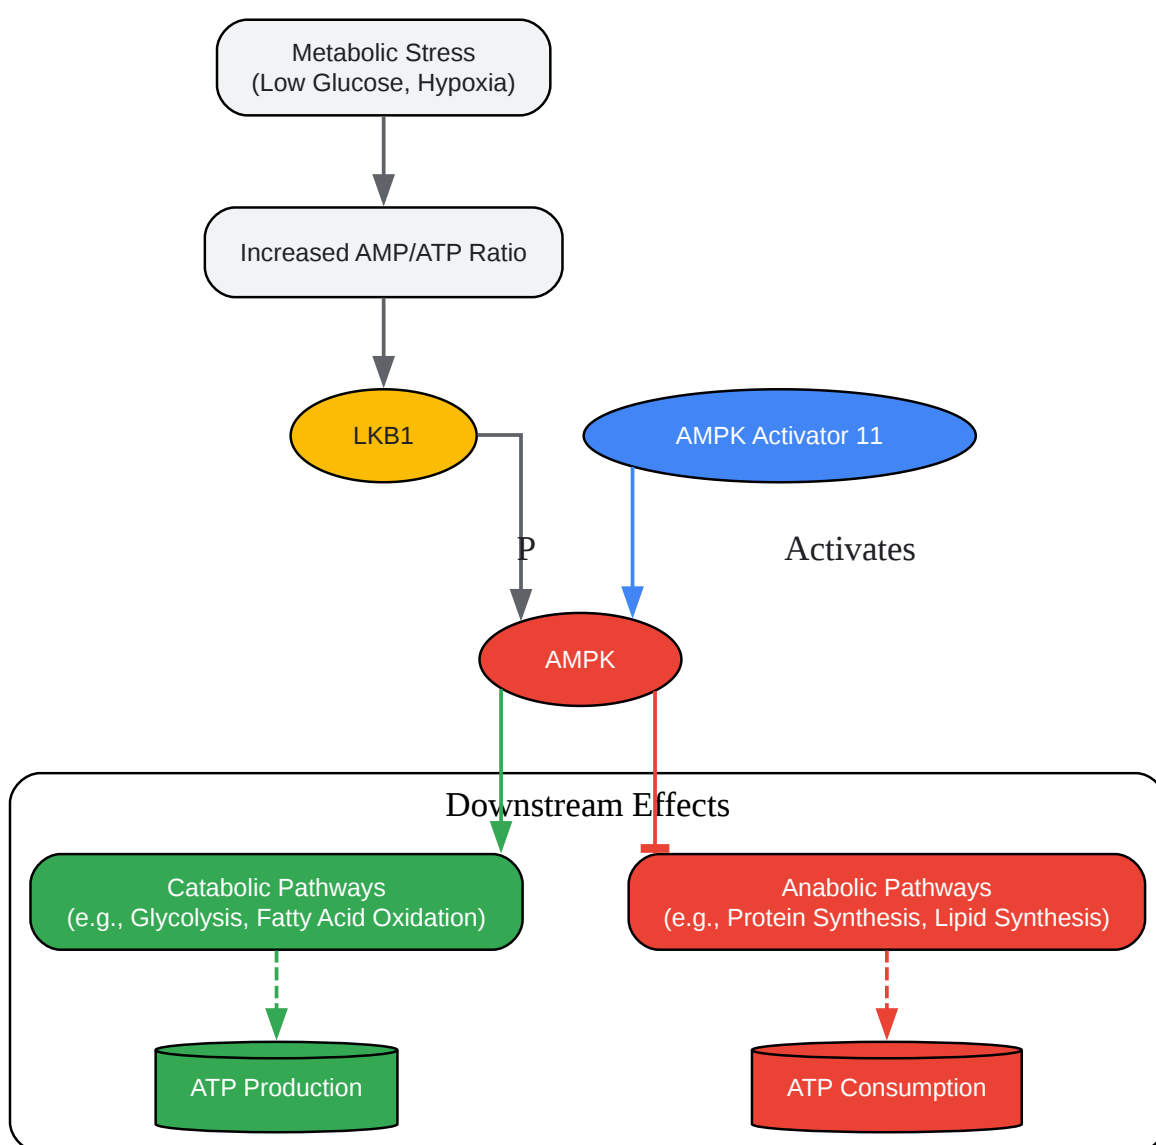 Metabolic Stress
(Low Glucose, Hypoxia)
Increased AMP/ATP Ratio
LKB1
AMPK Activator 11
P
Activates
AMPK
Downstream Effects
Catabolic Pathways
(e.g., Glycolysis, Fatty Acid Oxidation)
Anabolic Pathways
(e.g., Protein Synthesis, Lipid Synthesis)
ATP Production
ATP Consumption